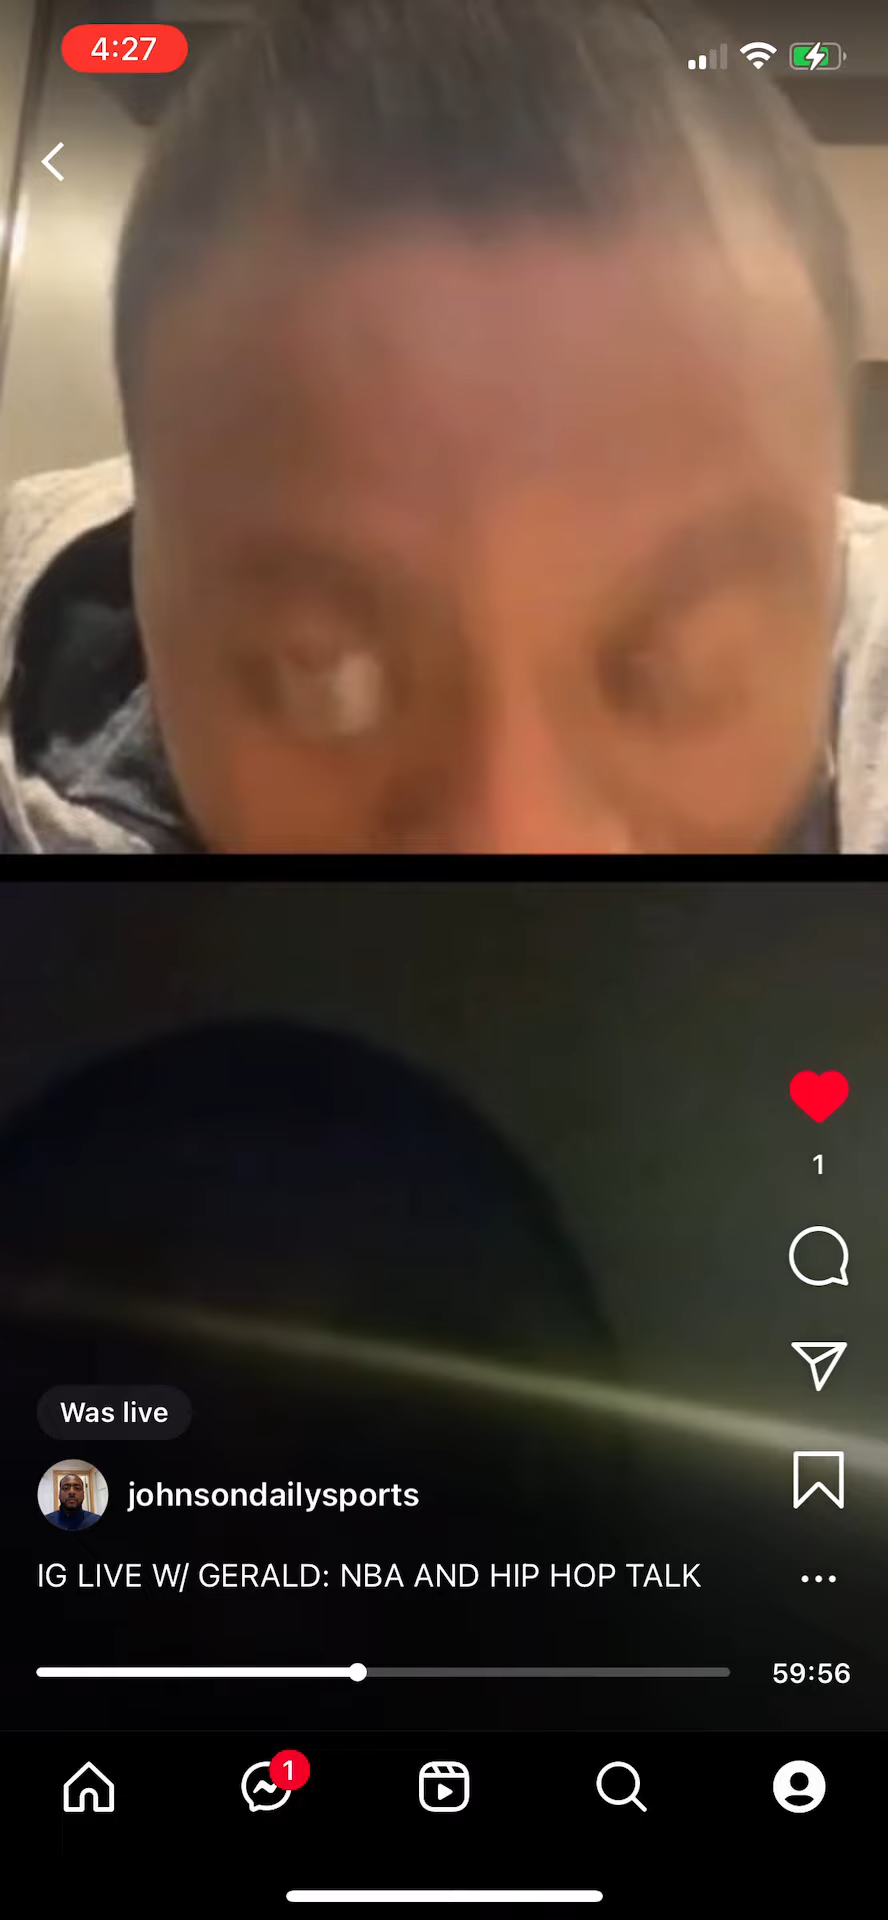 4:27
1
Was live
johnsondailysports
IG LIVE W/ GERALD: NBA AND HIP HOP TALK
59:56
1